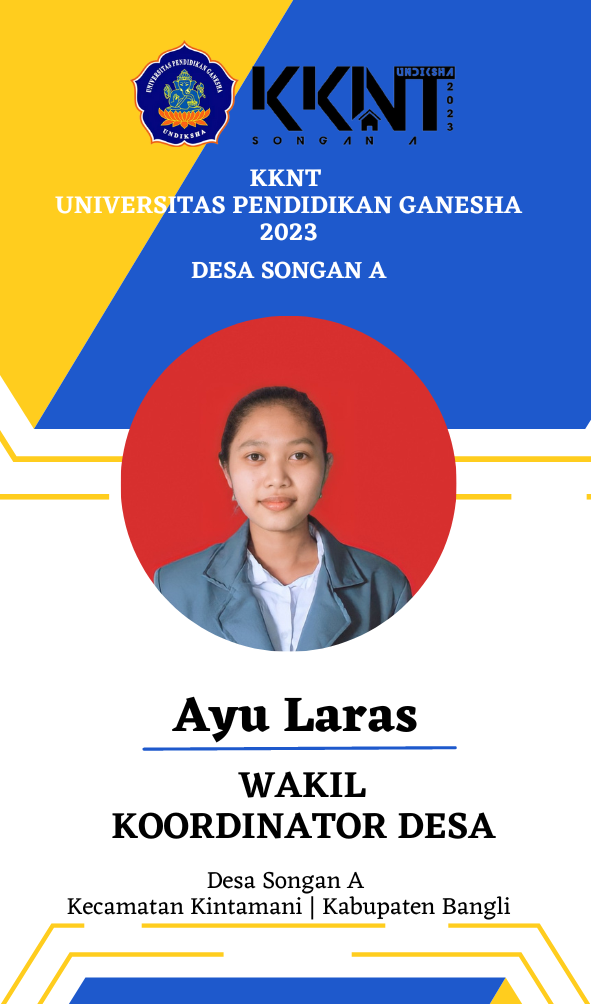 UNIVERSITAS PENDIDIKAN GANESHA
UNDIKSHA
KKNT
UNDIKSHA
2023
SONGAN A
KKNT
UNIVERSITAS PENDIDIKAN GANESHA
2023
DESA SONGAN A
Ayu Laras
WAKIL
KOORDINATOR DESA
Desa Songan A
Kecamatan Kintamani | Kabupaten Bangli